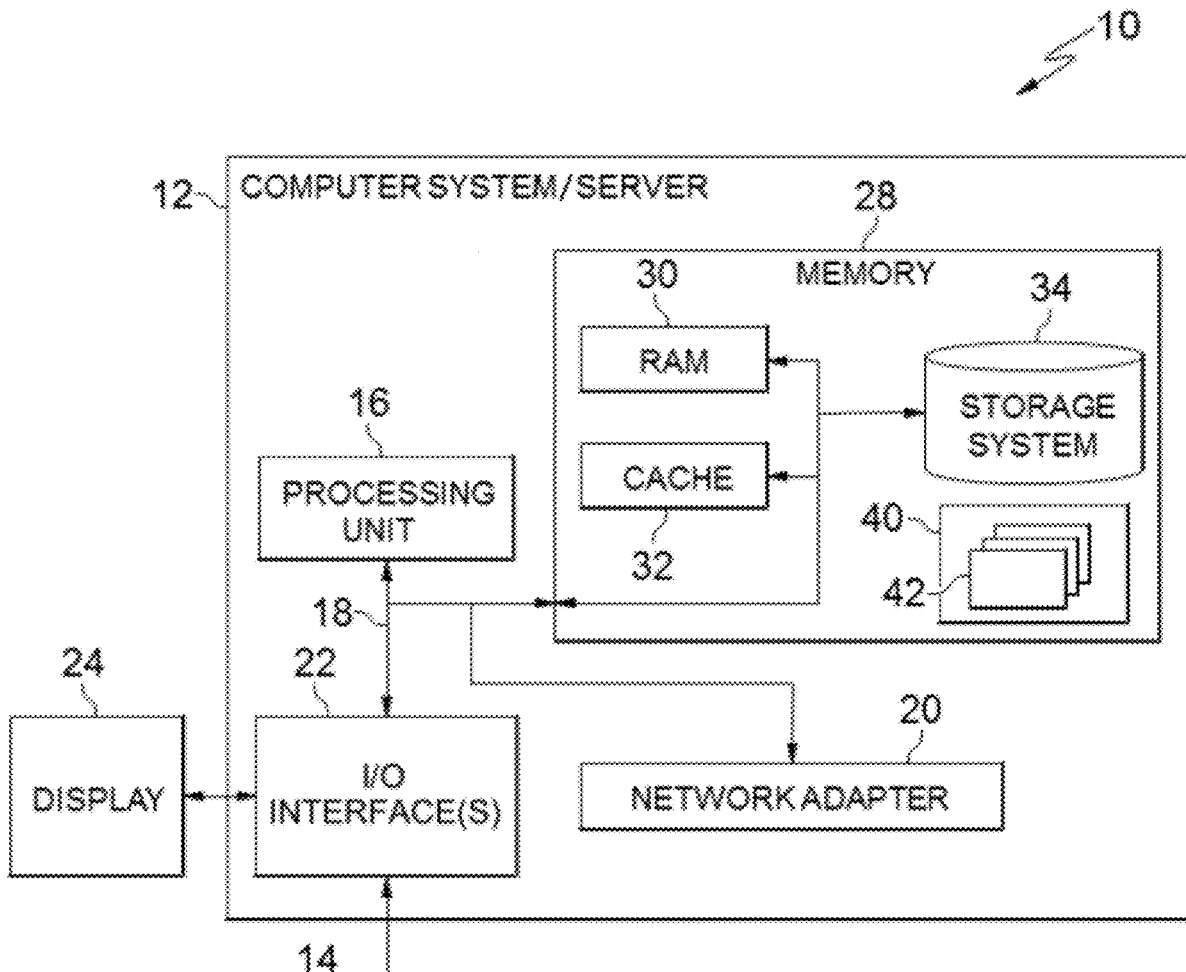 10
12
COMPUTER SYSTEM/SERVER
28
MEMORY
30
RAM
34
STORAGE
SYSTEM
16
PROCESSING
UNIT
CACHE
32
40
42
18
24
22
20
DISPLAY
I/O
INTERFACE(S)
NETWORK ADAPTER
14